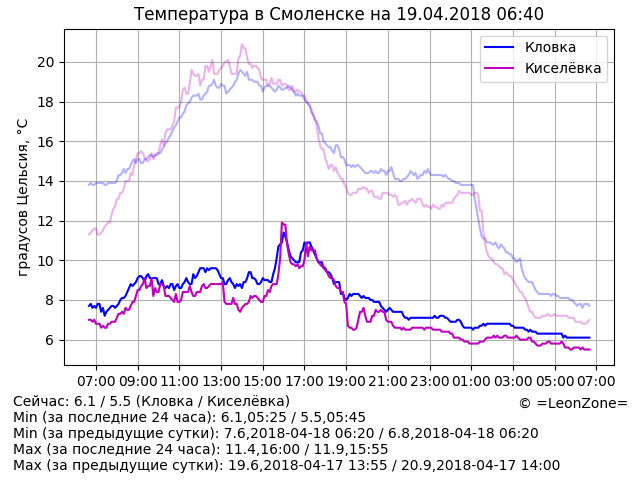 Температура в Смоленске на 19.04.2018 06:40
Кловка
Киселёвка
градусов Цельсия, °C
20
18
16
14
12
10
8
6
07:00 09:00 11:00 13:00 15:00 17:00 19:00 21:00 23:00 01:00 03:00 05:00 07:00
Сейчас: 6.1 / 5.5 (Кловка / Киселёвка)
© =LeonZone=
Min (за последние 24 часа): 6.1,05:25 / 5.5,05:45
Min (за предыдущие сутки): 7.6,2018-04-18 06:20 / 6.8,2018-04-18 06:20
Max (за последние 24 часа): 11.4,16:00 / 11.9,15:55
Max (за предыдущие сутки): 19.6,2018-04-17 13:55 / 20.9,2018-04-17 14:00